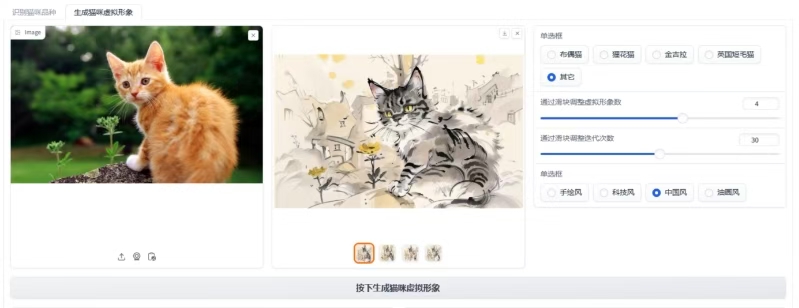 识别猫咪品种 生成猫咪虚拟形象
Image
单选框
布偶猫 狸花猫 金吉拉 英国短毛猫
其它
通过滑块调整虚拟形象数 4
通过滑块调整迭代次数 30
单选框
手绘风 科技风 中国风 油画风
按下生成猫咪虚拟形象